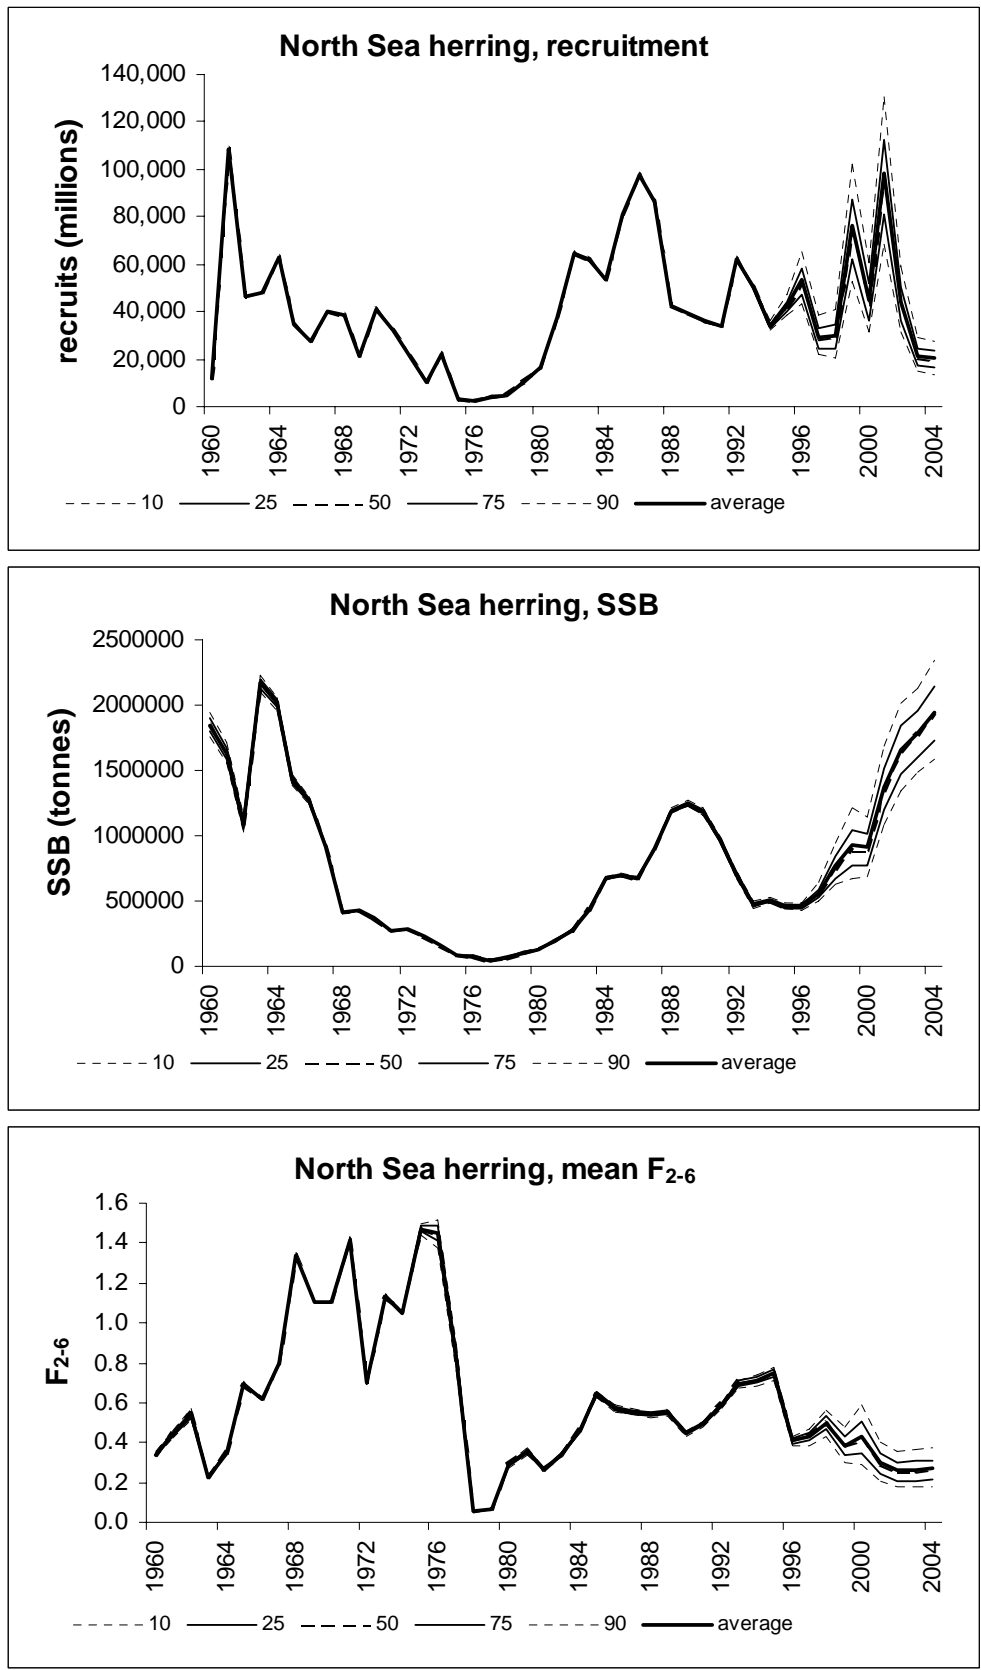 North Sea herring, recruitment
140,000
120,000
100,000
80,000
60,000
40,000
20,000
0
recruits (millions)
1960 1964 1968 1972 1976 1980 1984 1988 1992 1996 2000 2004
10 25 50 75 90 average
North Sea herring, SSB
2500000
2000000
1500000
1000000
500000
0
SSB (tonnes)
1960 1964 1968 1972 1976 1980 1984 1988 1992 1996 2000 2004
10 25 50 75 90 average
North Sea herring, mean F2-6
1.6
1.4
1.2
1.0
0.8
0.6
0.4
0.2
0.0
F2-6
1960 1964 1968 1972 1976 1980 1984 1988 1992 1996 2000 2004
10 25 50 75 90 average